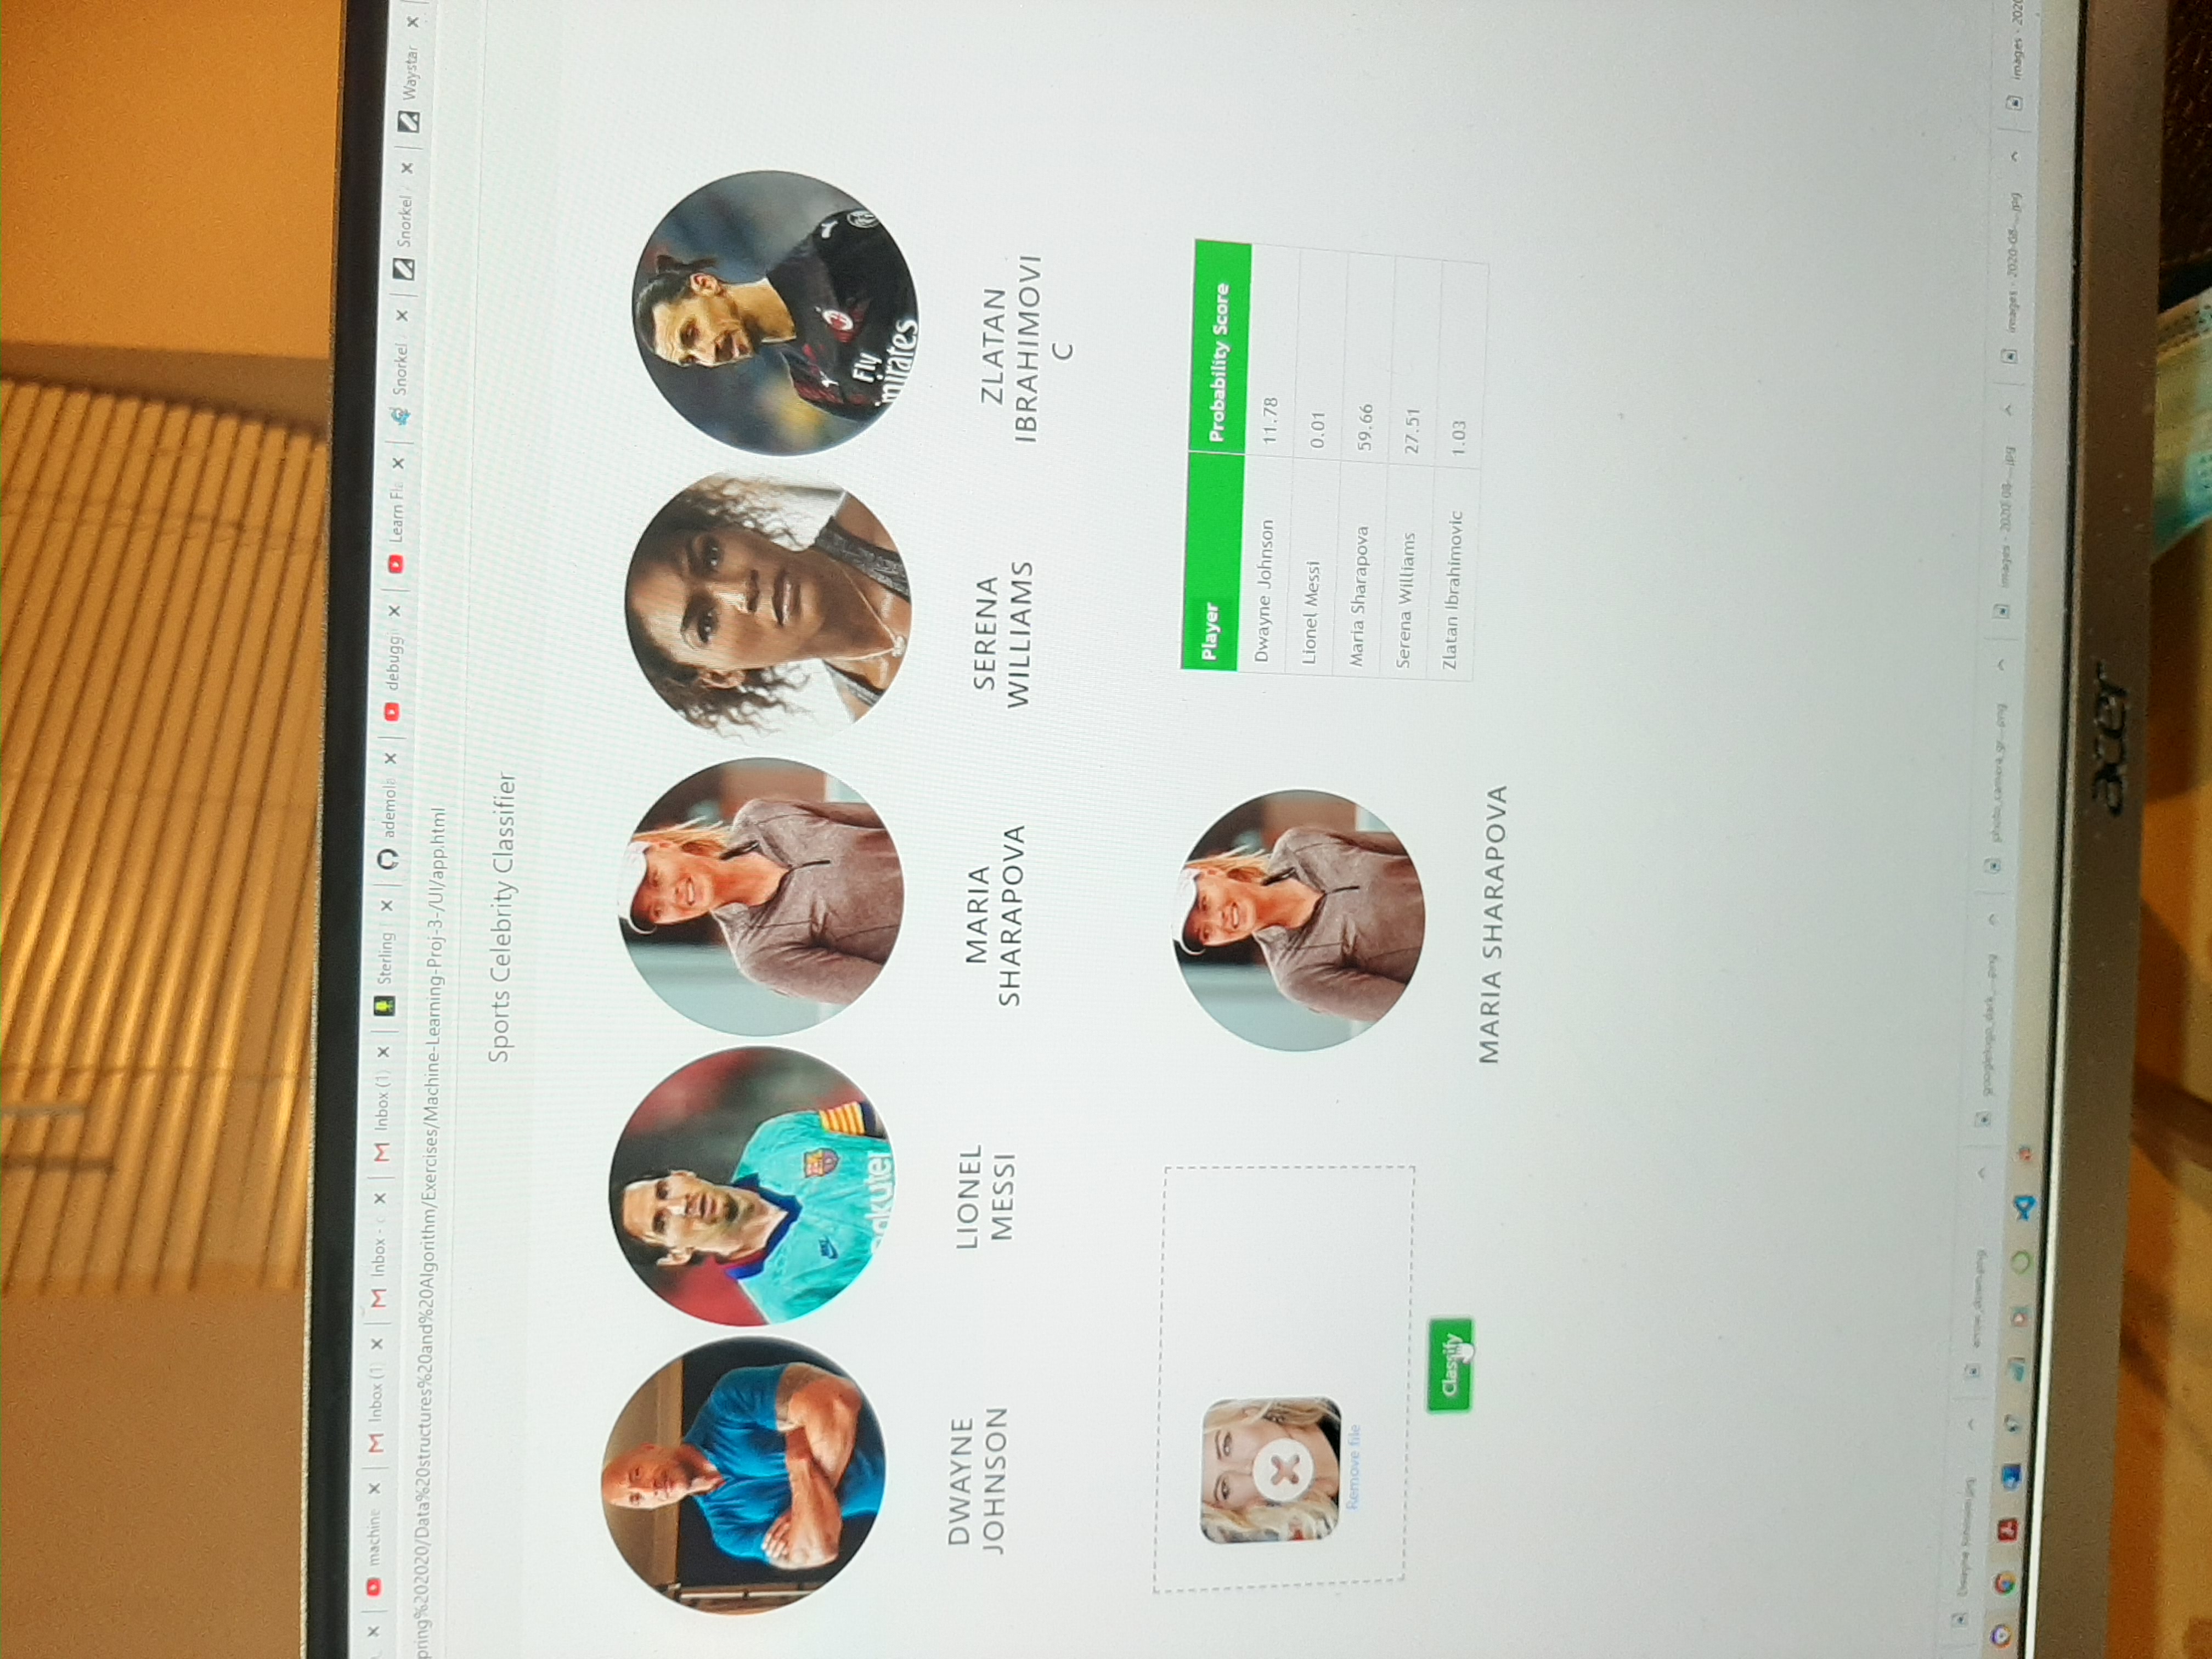 machine
Inbox (1)
Inbox -
Inbox (1)
Sterling
ademola
debuggi
Learn Fla
Snorkel
Snorkel
Waystar
pring%202020/Data%20structures%20and%20Algorithm/Exercises/Machine-Learning-Proj-3-/UI/app.html
Sports Celebrity Classifier
akuten
Fly
mirates
DWAYNE
JOHNSON
LIONEL
MESSI
MARIA
SHARAPOVA
SERENA
WILLIAMS
ZLATAN
IBRAHIMOVI
C
Remove file
Classify
MARIA SHARAPOVA
Player Probability Score
Dwayne Johnson 11.78
Lionel Messi 0.01
Maria Sharapova 59.66
Serena Williams 27.51
Zlatan Ibrahimovic 1.03
Dwayne Johnson.jpg
arrow_down.png
googlelogo_dark_...png
photo_camera_gr...png
images - 2020-08-...jpg
images - 2020-08-...jpg
images - 202
acer